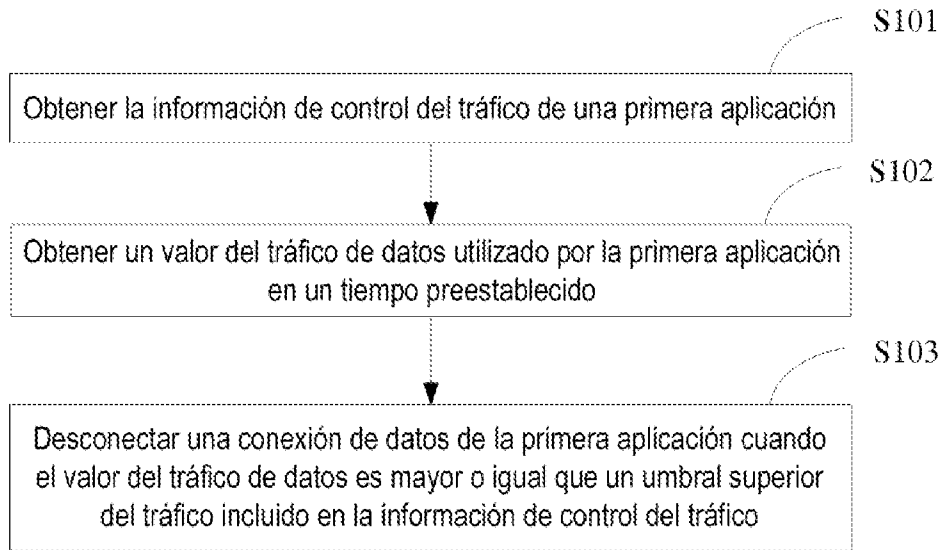 S101
Obtener la información de control del tráfico de una primera aplicación
S102
Obtener un valor del tráfico de datos utilizado por la primera aplicación
en un tiempo preestablecido
S103
Desconectar una conexión de datos de la primera aplicación cuando
el valor del tráfico de datos es mayor o igual que un umbral superior
del tráfico incluido en la información de control del tráfico